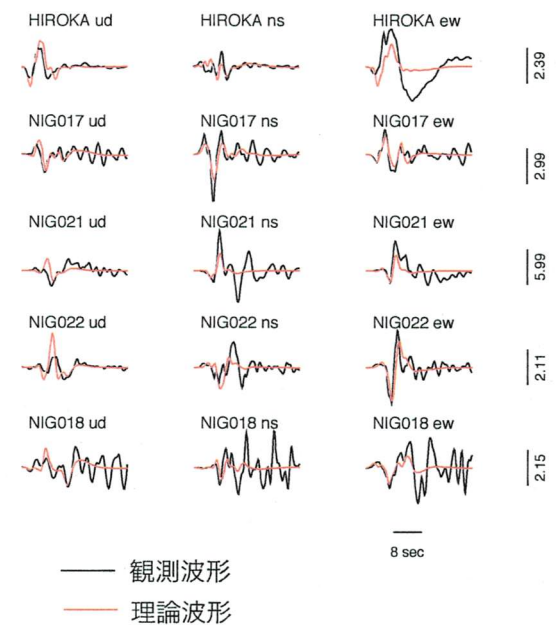 HIROKA ud HIROKA ns HIROKA ew
2.39
NIG017 ud NIG017 ns NIG017 ew
2.99
NIG021 ud NIG021 ns NIG021 ew
5.99
NIG022 ud NIG022 ns NIG022 ew
2.11
NIG018 ud NIG018 ns NIG018 ew
2.15
8 sec
観測波形
理論波形